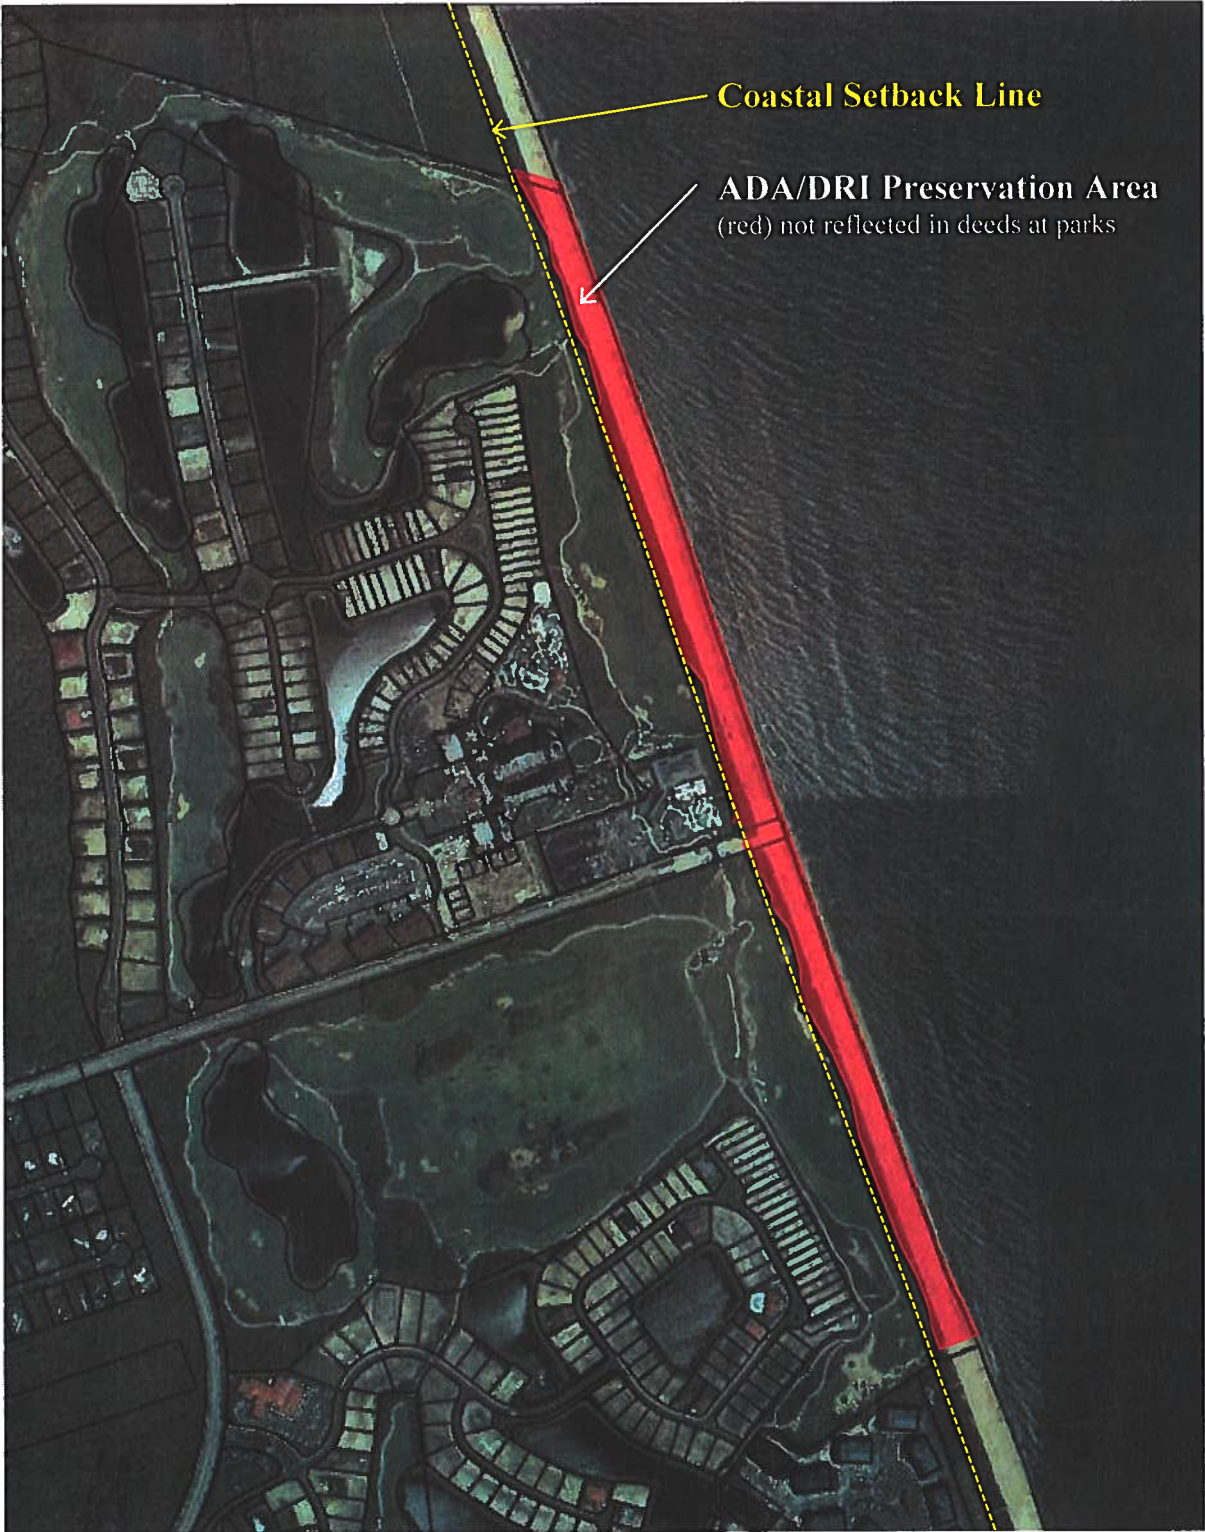 Coastal Setback Line
ADA/DRI Preservation Area
(red) not reflected in deeds at parks